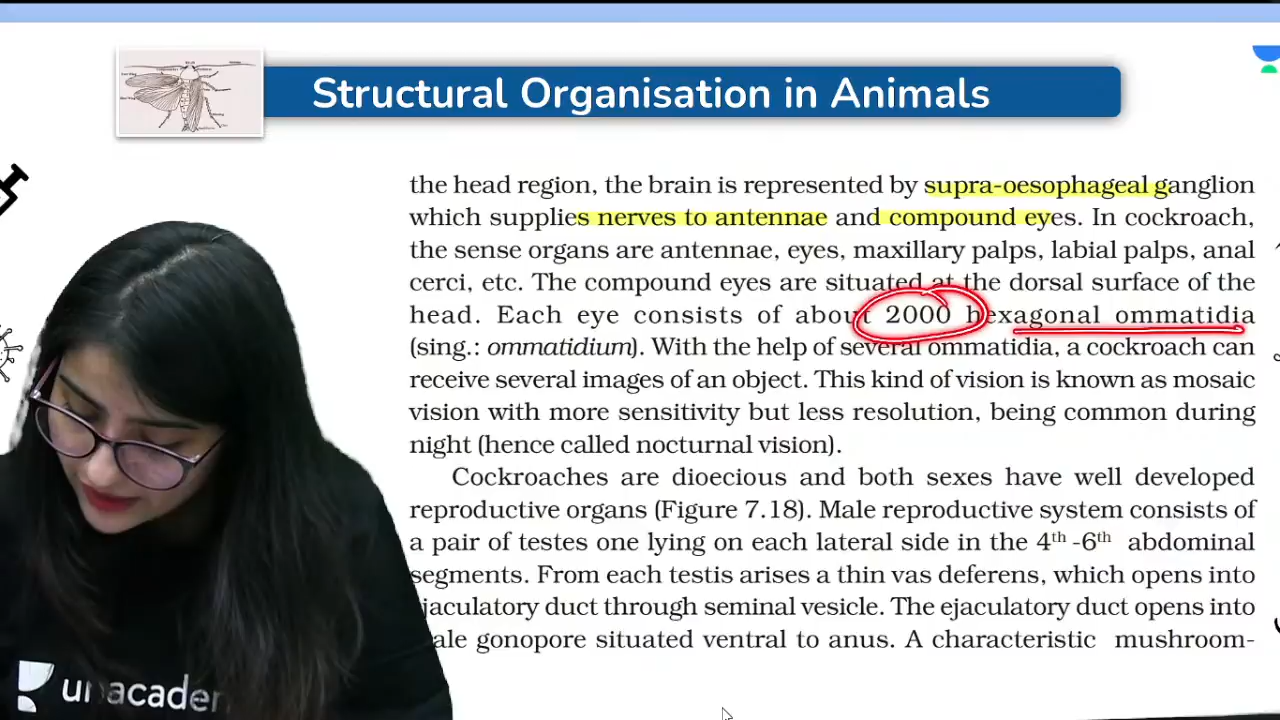 Structural Organisation in Animals
the head region, the brain is represented by supra-oesophageal ganglion
which supplies nerves to antennae and compound eyes. In cockroach,
the sense organs are antennae, eyes, maxillary palps, labial palps, anal
cerci, etc. The compound eyes are situated at the dorsal surface of the
head. Each eye consists of about 2000 hexagonal ommatidia
(sing.: ommatidium). With the help of several ommatidia, a cockroach can
receive several images of an object. This kind of vision is known as mosaic
vision with more sensitivity but less resolution, being common during
night (hence called nocturnal vision).
Cockroaches are dioecious and both sexes have well developed
reproductive organs (Figure 7.18). Male reproductive system consists of
a pair of testes one lying on each lateral side in the 4th -6th abdominal
segments. From each testis arises a thin vas deferens, which opens into
jaculatory duct through seminal vesicle. The ejaculatory duct opens into
ale gonopore situated ventral to anus. A characteristic mushroom-
unacaden